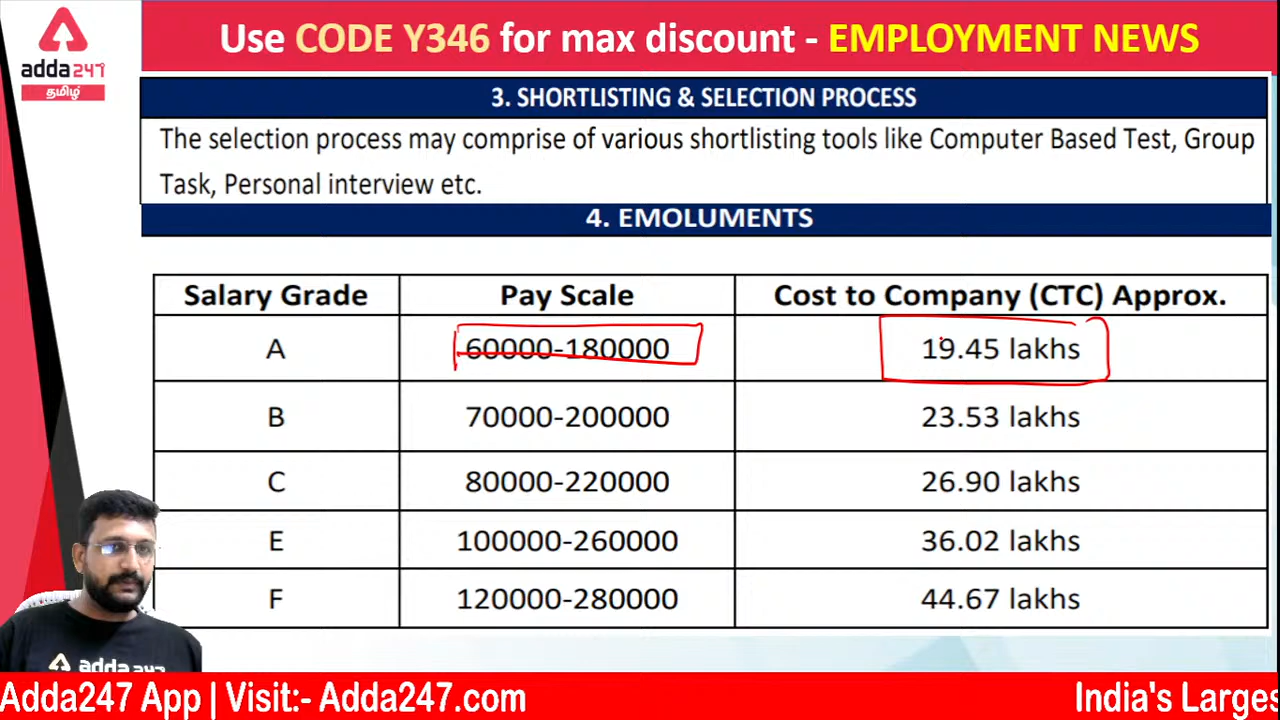 Use CODE Y346 for max discount - EMPLOYMENT NEWS
adda247
தமிழ்
3. SHORTLISTING & SELECTION PROCESS
The selection process may comprise of various shortlisting tools like Computer Based Test, Group
Task, Personal interview etc.
4. EMOLUMENTS
Salary Grade Pay Scale Cost to Company (CTC) Approx.
A 60000-180000 19.45 lakhs
B 70000-200000 23.53 lakhs
C 80000-220000 26.90 lakhs
E 100000-260000 36.02 lakhs
F 120000-280000 44.67 lakhs
adda247
Adda247 App | Visit:- Adda247.com
India's Larges